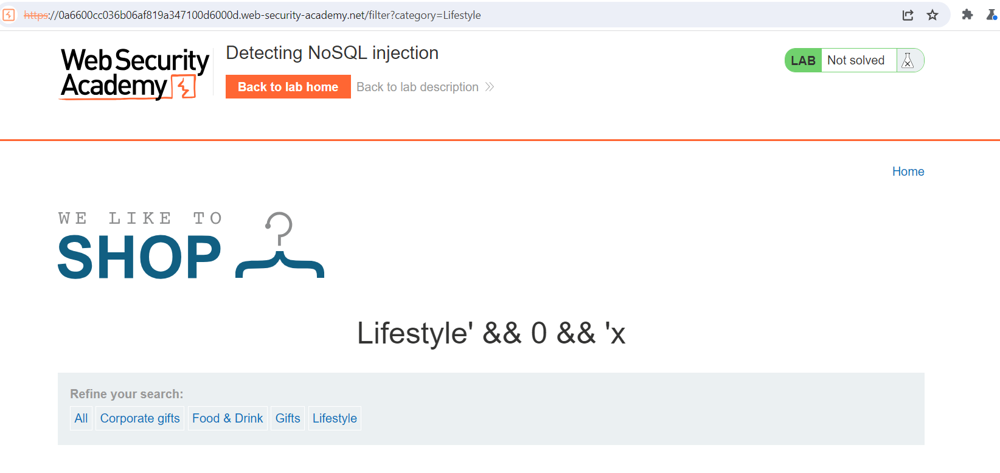 https://0a6600cc036b06af819a347100d6000d.web-security-academy.net/filter?category=Lifestyle
Web Security
Academy
Detecting NoSQL injection
Back to lab home
Back to lab description
LAB
Not solved
Home
WE LIKE TO
SHOP
Lifestyle' && 0 && 'x
Refine your search:
All Corporate gifts Food & Drink Gifts Lifestyle